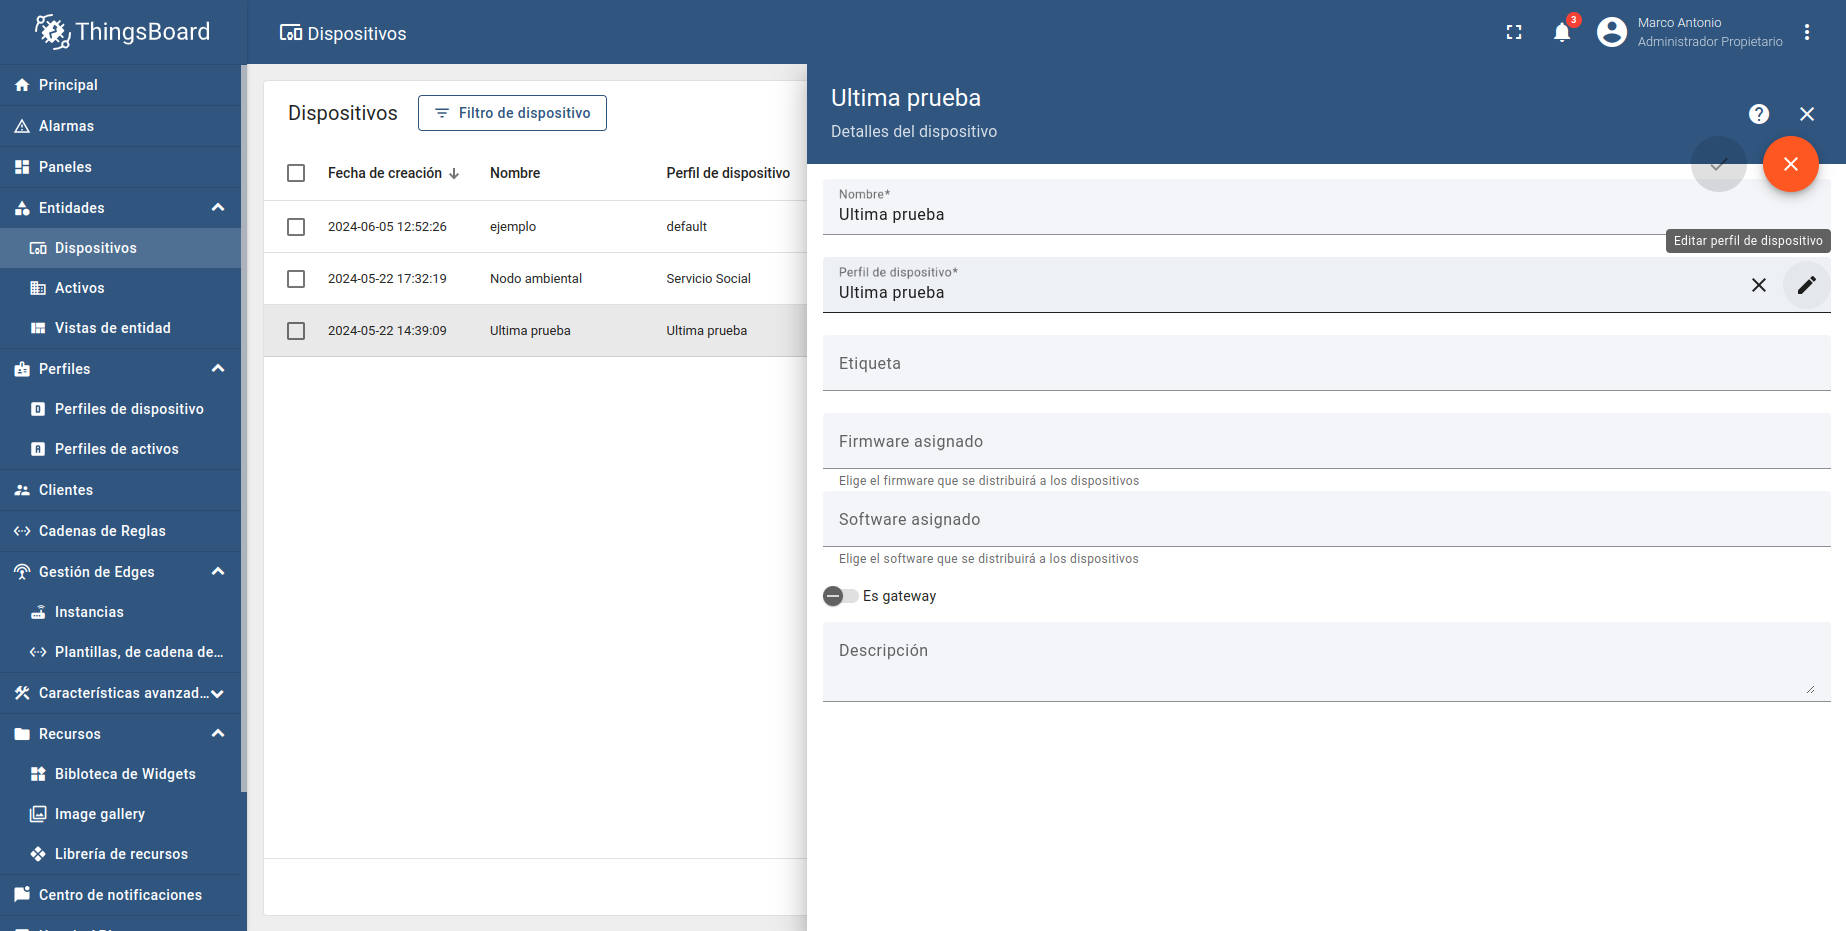 ThingsBoard
Dispositivos
3
Marco Antonio
Administrador Propietario
Principal
Alarmas
Paneles
Entidades
Dispositivos
Activos
Vistas de entidad
Perfiles
Perfiles de dispositivo
Perfiles de activos
Clientes
Cadenas de Reglas
Gestión de Edges
Instancias
Plantillas, de cadena de...
Características avanzad...
Recursos
Bibloteca de Widgets
Image gallery
Librería de recursos
Centro de notificaciones
Dispositivos
Filtro de dispositivo
Fecha de creación Nombre Perfil de dispositivo
2024-06-05 12:52:26 ejemplo default
2024-05-22 17:32:19 Nodo ambiental Servicio Social
2024-05-22 14:39:09 Ultima prueba Ultima prueba
Ultima prueba
Detalles del dispositivo
Nombre*
Ultima prueba
Editar perfil de dispositivo
Perfil de dispositivo*
Ultima prueba
Etiqueta
Firmware asignado
Elige el firmware que se distribuirá a los dispositivos
Software asignado
Elige el software que se distribuirá a los dispositivos
Es gateway
Descripción